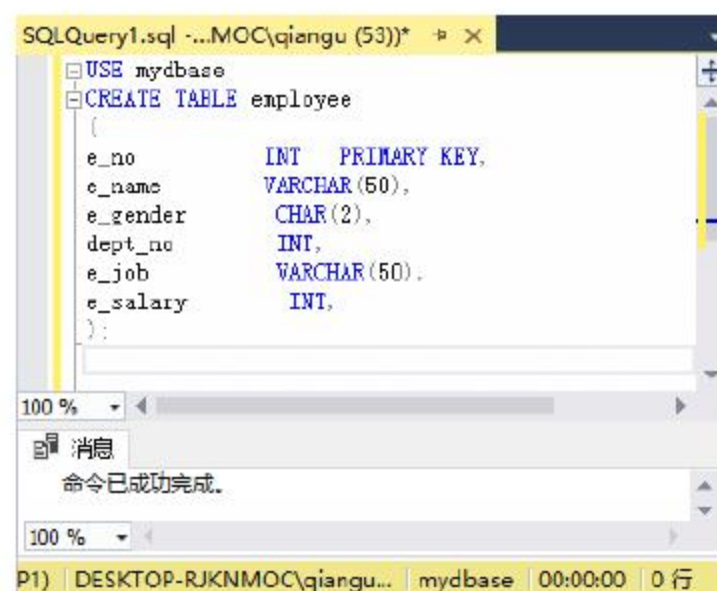 SQLQuery1.sql -...MOC\qiangu (53))*
USE mydbase
CREATE TABLE employee
(
e_no INT PRIMARY KEY,
e_name VARCHAR(50),
e_gender CHAR(2),
dept_no INT,
e_job VARCHAR(50),
e_salary INT,
);
100 %
消息
命令已成功完成。
100 %
P1) DESKTOP-RJKNMOC\qiangu... mydbase 00:00:00 0 行